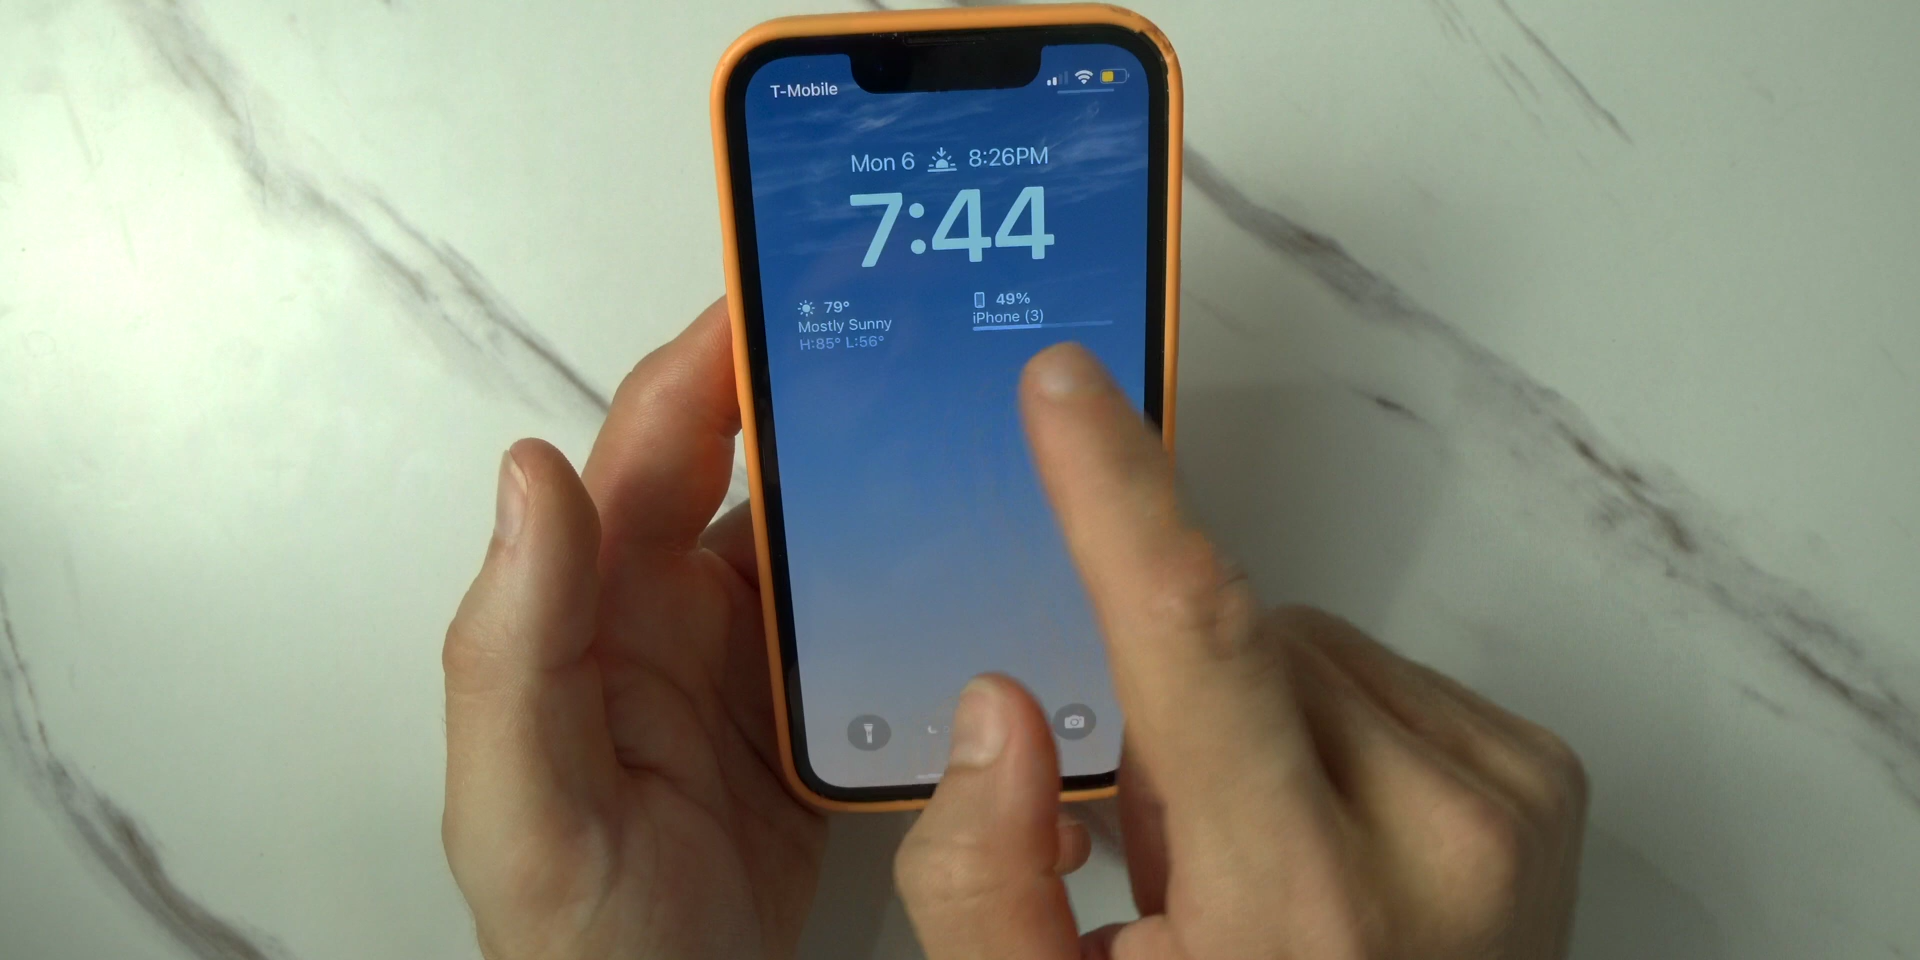 T-Mobile
Mon 6 8:26PM
7:44
79°
Mostly Sunny
H:85° L:56°
49%
iPhone (3)